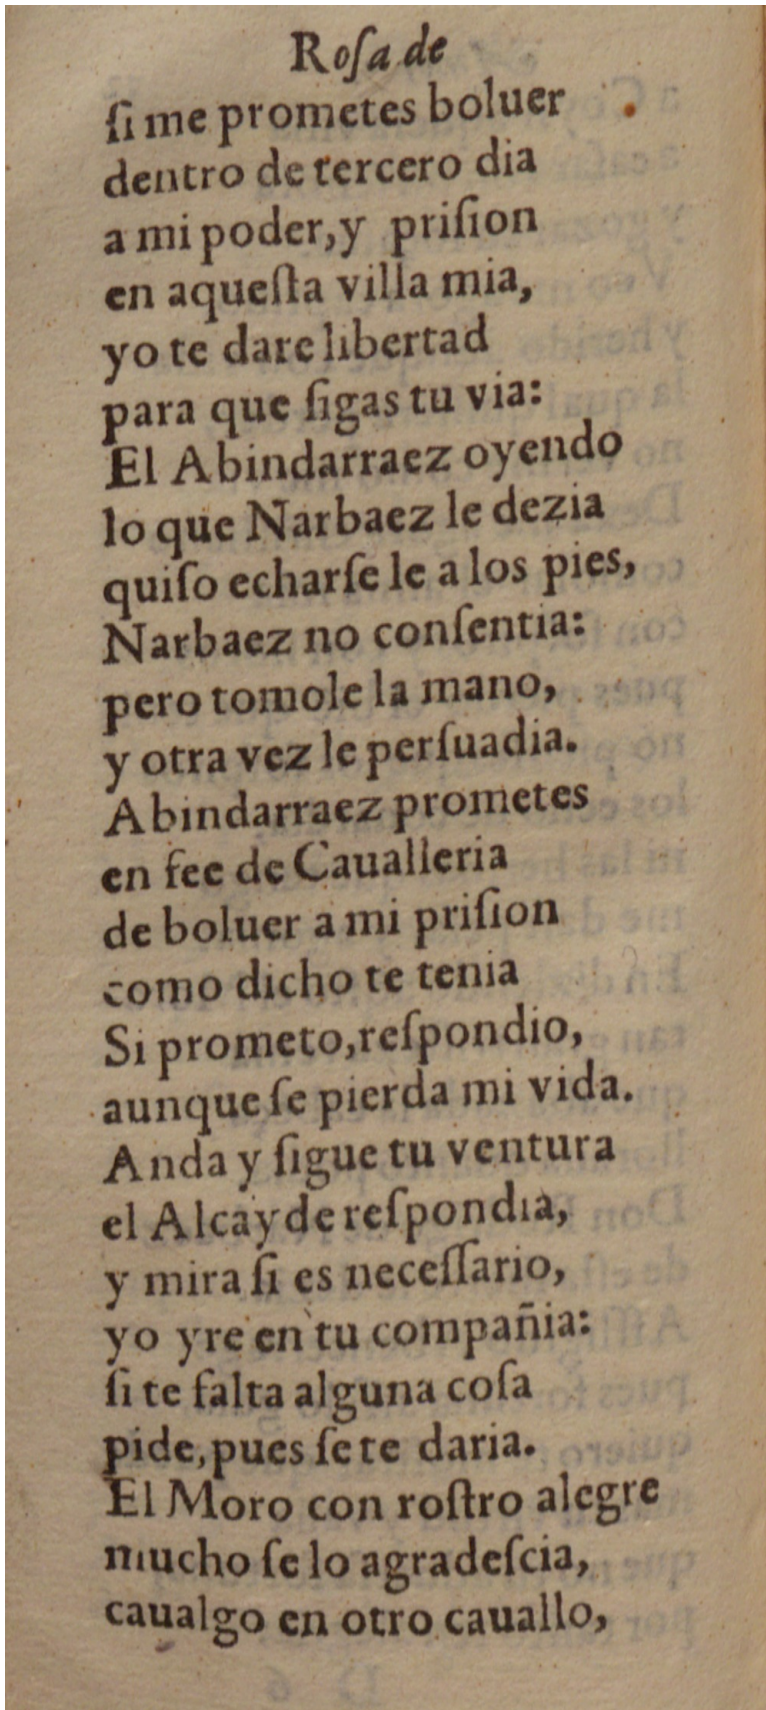 Roſa de
ſi me prometes boluer
dentro de tercero dia
a mi poder, y priſion
en aqueſta villa mia,
yo te dare libertad
para que ſigas tu via:
El Abindarraez oyendo
lo que Narbaez le dezia
quiſo echarſe le a los pies,
Narbaez no conſentia:
pero tomole la mano,
y otra vez le perſuadia.
Abindarraez prometes
en fee de Caualleria
de boluer a mi priſion
como dicho te tenia
Si prometo, reſpondio,
aunque ſe pierda mi vida.
Anda y ſigue tu ventura
el Alcayde reſpondia,
y mira ſi es neceſſario,
yo yre en tu compañia:
ſi te falta alguna coſa
pide, pues ſe te daria.
El Moro con roſtro alegre
mucho ſe lo agradeſcia,
caualgo en otro cauallo,